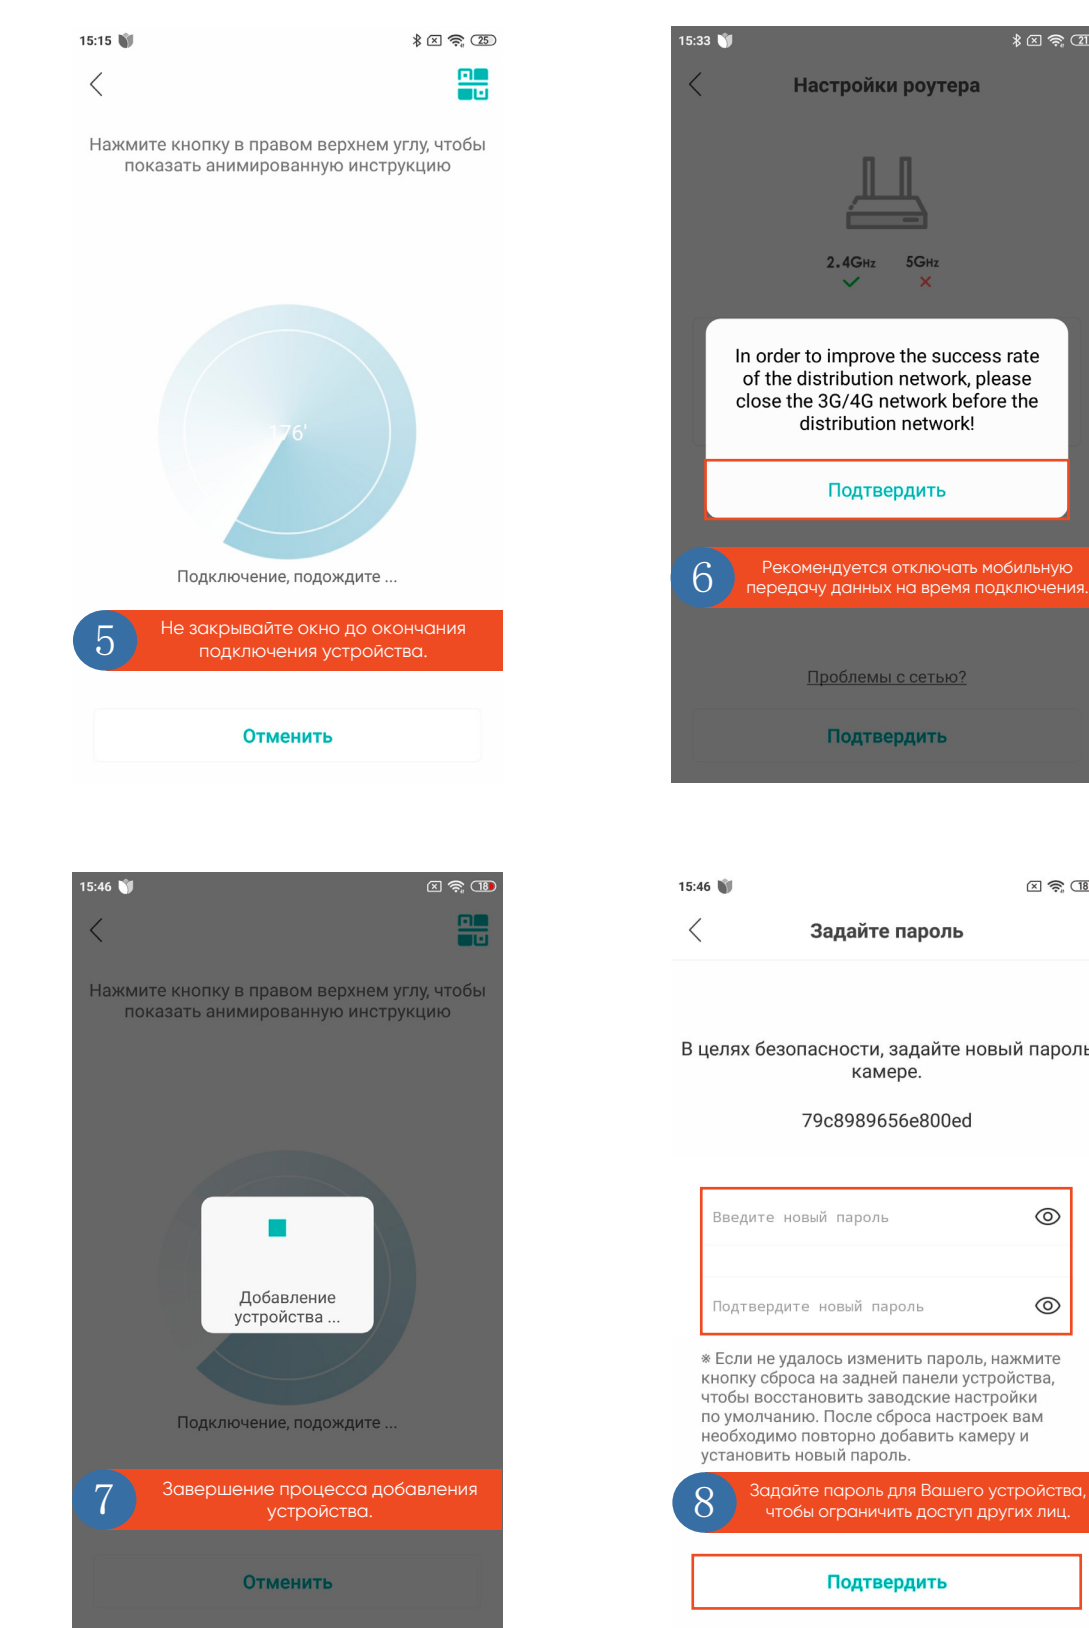 15:15
25
Нажмите кнопку в правом верхнем углу, чтобы
показать анимированную инструкцию
176'
Подключение, подождите ...
5
Не закрывайте окно до окончания
подключения устройства.
Отменить
15:33
21
Настройки роутера
2.4GHz 5GHz
In order to improve the success rate
of the distribution network, please
close the 3G/4G network before the
distribution network!
Подтвердить
6
Рекомендуется отключать мобильную
передачу данных на время подключения.
Проблемы с сетью?
Подтвердить
15:46
18
Нажмите кнопку в правом верхнем углу, чтобы
показать анимированную инструкцию
Добавление
устройства ...
Подключение, подождите ...
7
Завершение процесса добавления
устройства.
Отменить
15:46
18
Задайте пароль
В целях безопасности, задайте новый пароль
камере.
79c8989656e800ed
Введите новый пароль
Подтвердите новый пароль
※ Если не удалось изменить пароль, нажмите
кнопку сброса на задней панели устройства,
чтобы восстановить заводские настройки
по умолчанию. После сброса настроек вам
необходимо повторно добавить камеру и
установить новый пароль.
8
Задайте пароль для Вашего устройства,
чтобы ограничить доступ других лиц.
Подтвердить